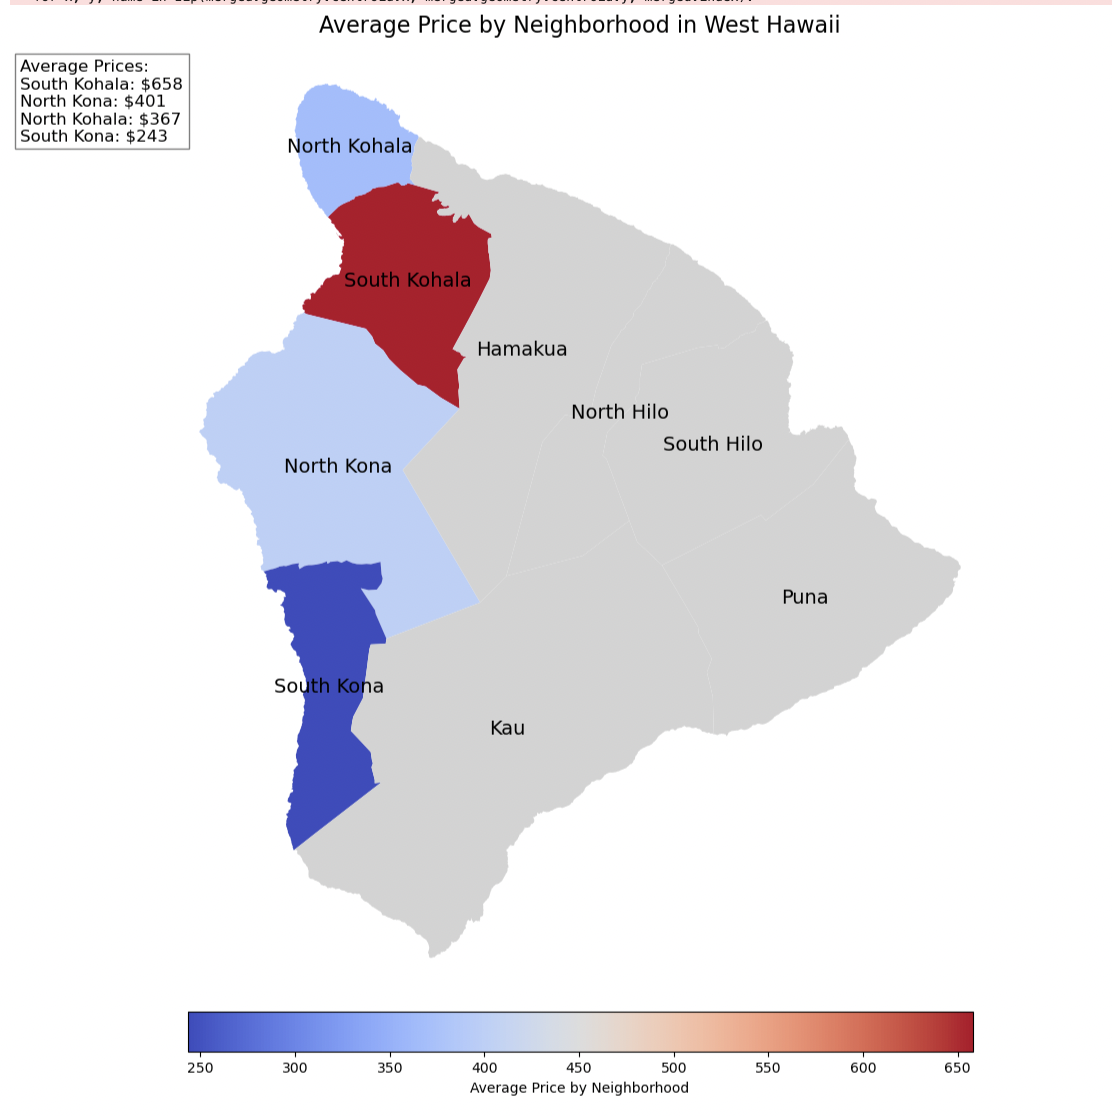 Average Price by Neighborhood in West Hawaii
Average Prices:
South Kohala: $658
North Kona: $401
North Kohala: $367
South Kona: $243
North Kohala
South Kohala
Hamakua
North Hilo
South Hilo
North Kona
Puna
South Kona
Kau
250 300 350 400 450 500 550 600 650
Average Price by Neighborhood